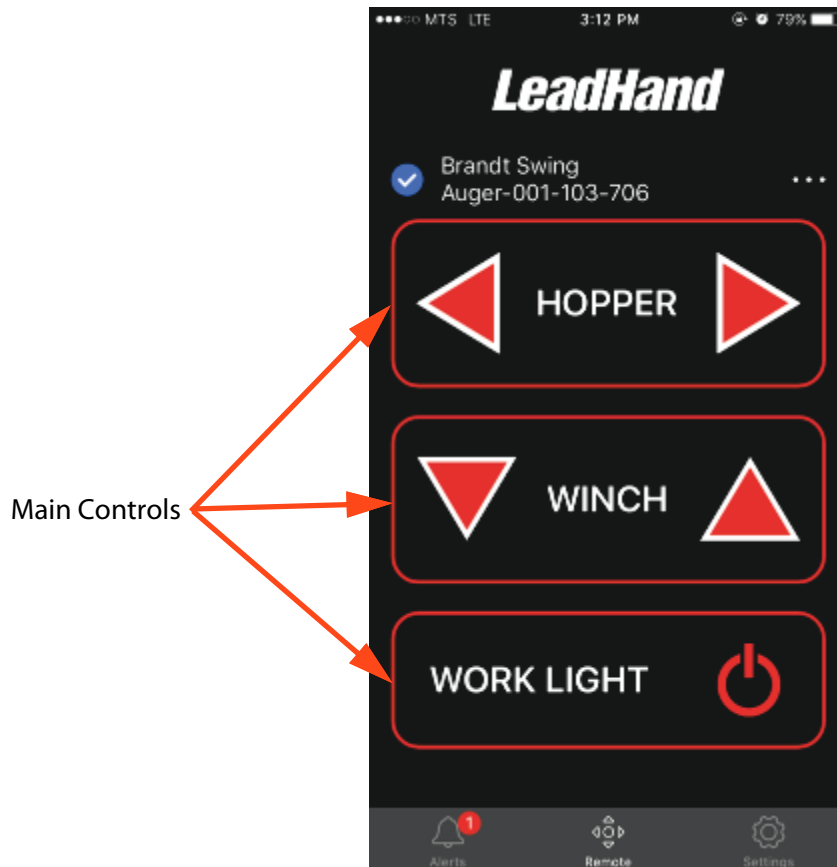 MTS LTE 3:12 PM 79%
LeadHand
Brandt Swing
Auger-001-103-706
HOPPER
Main Controls
WINCH
WORK LIGHT
1
Alerts Remote Settings